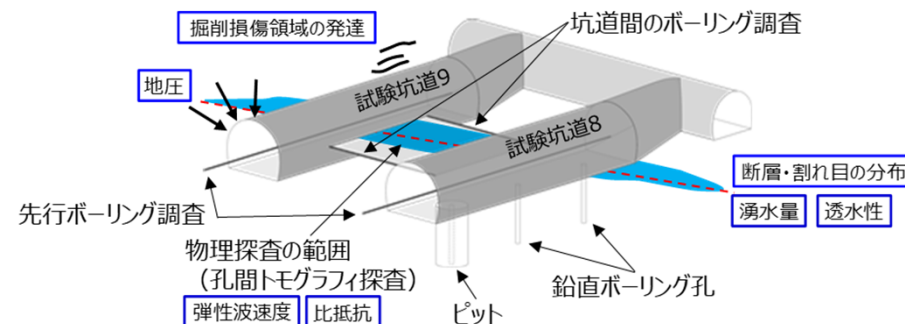 掘削損傷領域の発達
坑道間のボーリング調査
地圧
試験坑道9
試験坑道8
断層・割れ目の分布
湧水量 透水性
先行ボーリング調査
物理探査の範囲
（孔間トモグラフィ探査）
弾性波速度 比抵抗
ピット
鉛直ボーリング孔